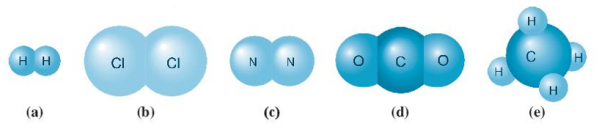 H H
Cl Cl
N N
O C O
H
C
H
H
H
(a) (b) (c) (d) (e)